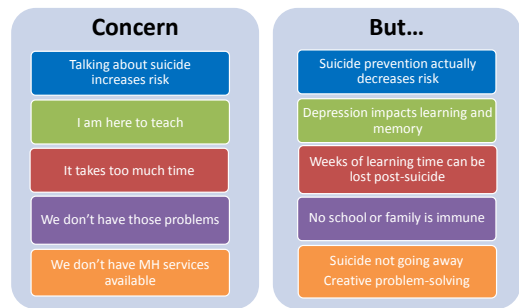 Concern
Talking about suicide
increases risk
I am here to teach
It takes too much time
We don't have those problems
We don't have MH services
available
But...
Suicide prevention actually
decreases risk
Depression impacts learning and
memory
Weeks of learning time can be
lost post-suicide
No school or family is immune
Suicide not going away
Creative problem-solving